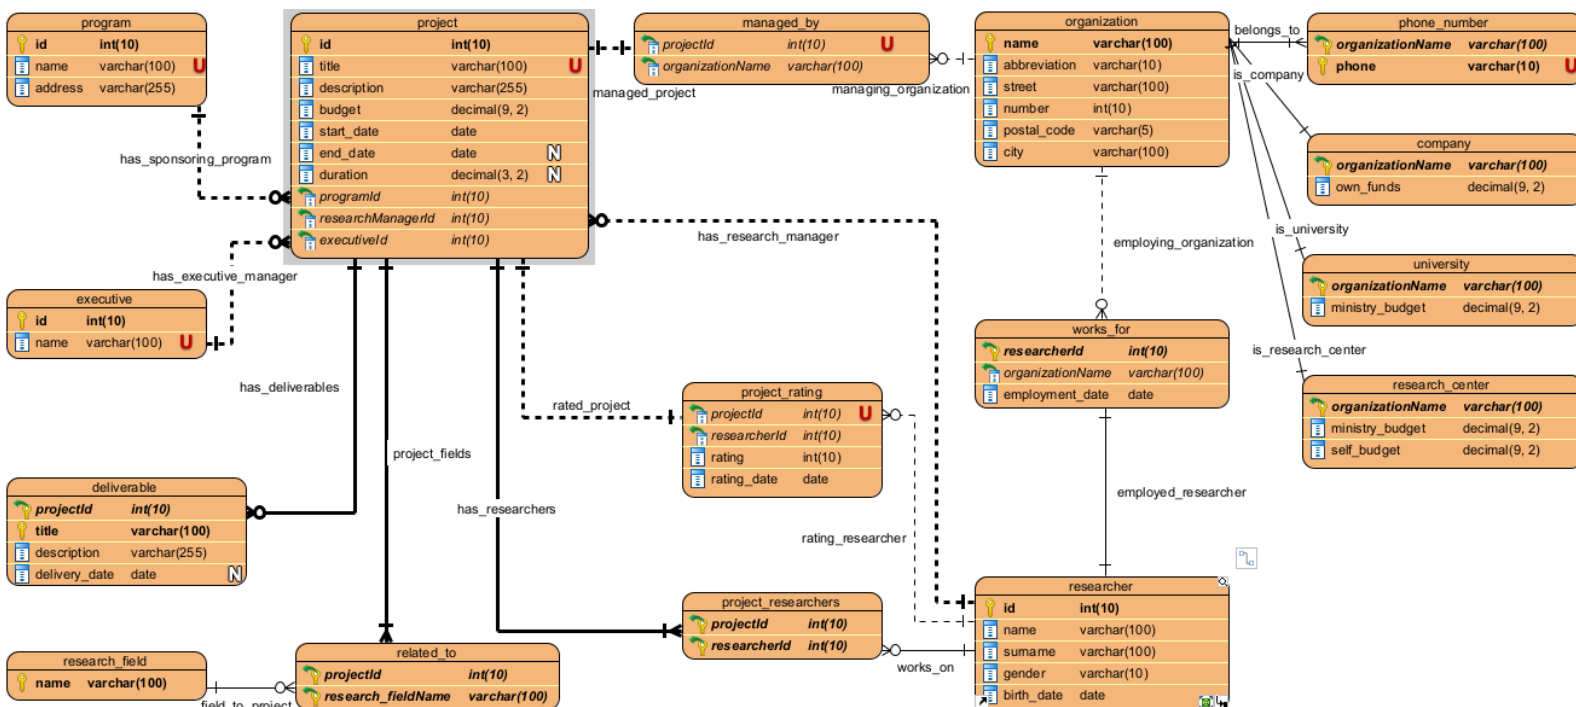 program
id int(10)
name varchar(100) U
address varchar(255)
project
id int(10)
title varchar(100) U
description varchar(255)
budget decimal(9, 2)
start_date date
end_date date N
duration decimal(3, 2) N
programId int(10)
researchManagerId int(10)
executiveId int(10)
managed_by
projectId int(10) U
organizationName varchar(100)
managed_project
managing_organization
organization
name varchar(100)
abbreviation varchar(10)
street varchar(100)
number int(10)
postal_code varchar(5)
city varchar(100)
belongs_to
phone_number
organizationName varchar(100)
phone varchar(10) U
is_company
company
organizationName varchar(100)
own_funds decimal(9, 2)
has_sponsoring_program
has_research_manager
employing_organization
is_university
university
organizationName varchar(100)
ministry_budget decimal(9, 2)
has_executive_manager
executive
id int(10)
name varchar(100) U
works_for
researcherId int(10)
organizationName varchar(100)
employment_date date
is_research_center
research_center
organizationName varchar(100)
ministry_budget decimal(9, 2)
self_budget decimal(9, 2)
has_deliverables
rated_project
project_rating
projectId int(10) U
researcherId int(10)
rating int(10)
rating_date date
project_fields
has_researchers
employed_researcher
rating_researcher
deliverable
projectId int(10)
title varchar(100)
description varchar(255)
delivery_date date N
project_researchers
projectId int(10)
researcherId int(10)
works_on
researcher
id int(10)
name varchar(100)
surname varchar(100)
gender varchar(10)
birth_date date
research_field
name varchar(100)
field_to_project
related_to
projectId int(10)
research_fieldName varchar(100)